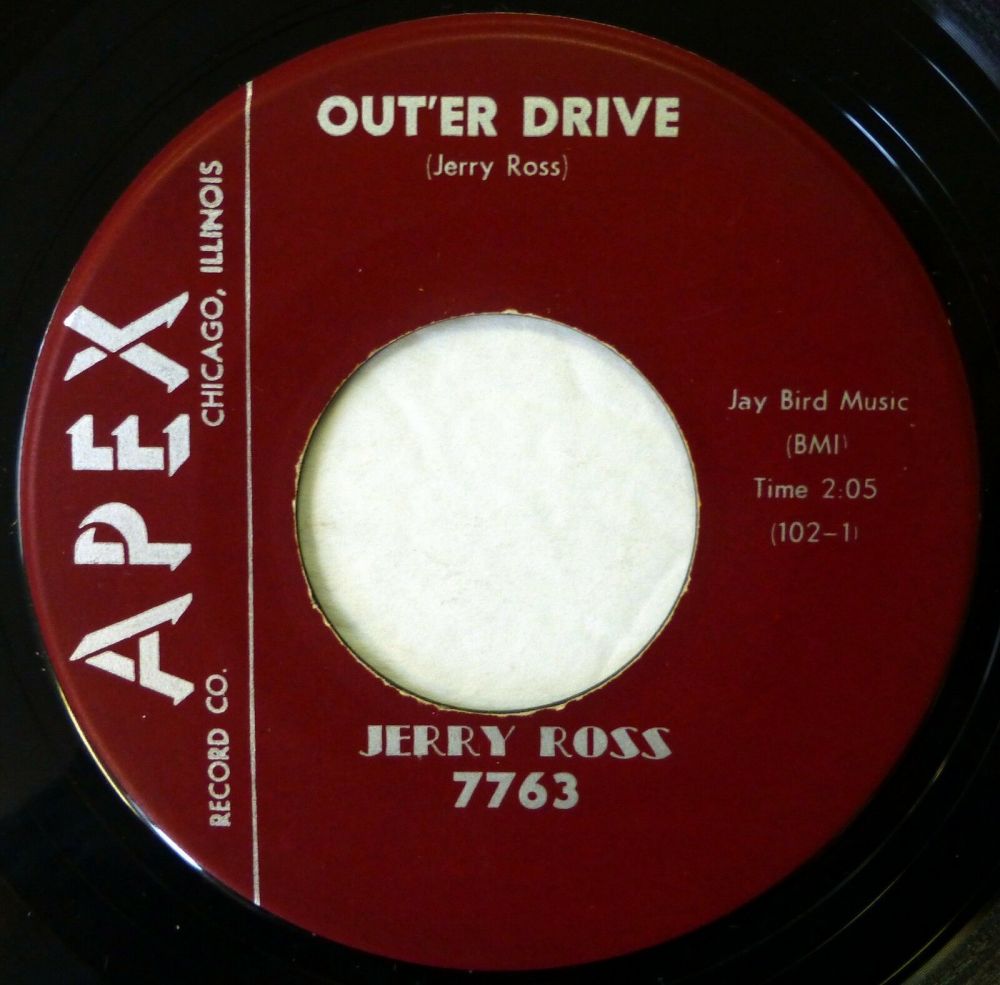 OUT'ER DRIVE
(Jerry Ross)
APEX
RECORD CO.
CHICAGO, ILLINOIS
Jay Bird Music
(BMI)
Time 2:05
(102-1)
JERRY ROSS
7763